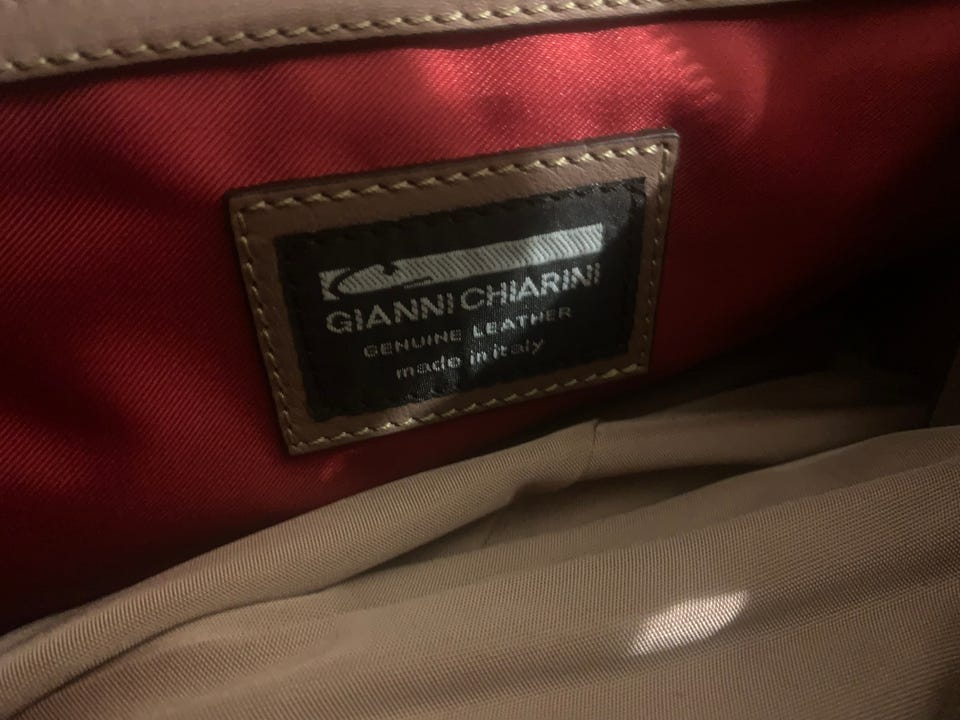 GIANNI CHIARINI
GENUINE LEATHER
made in italy